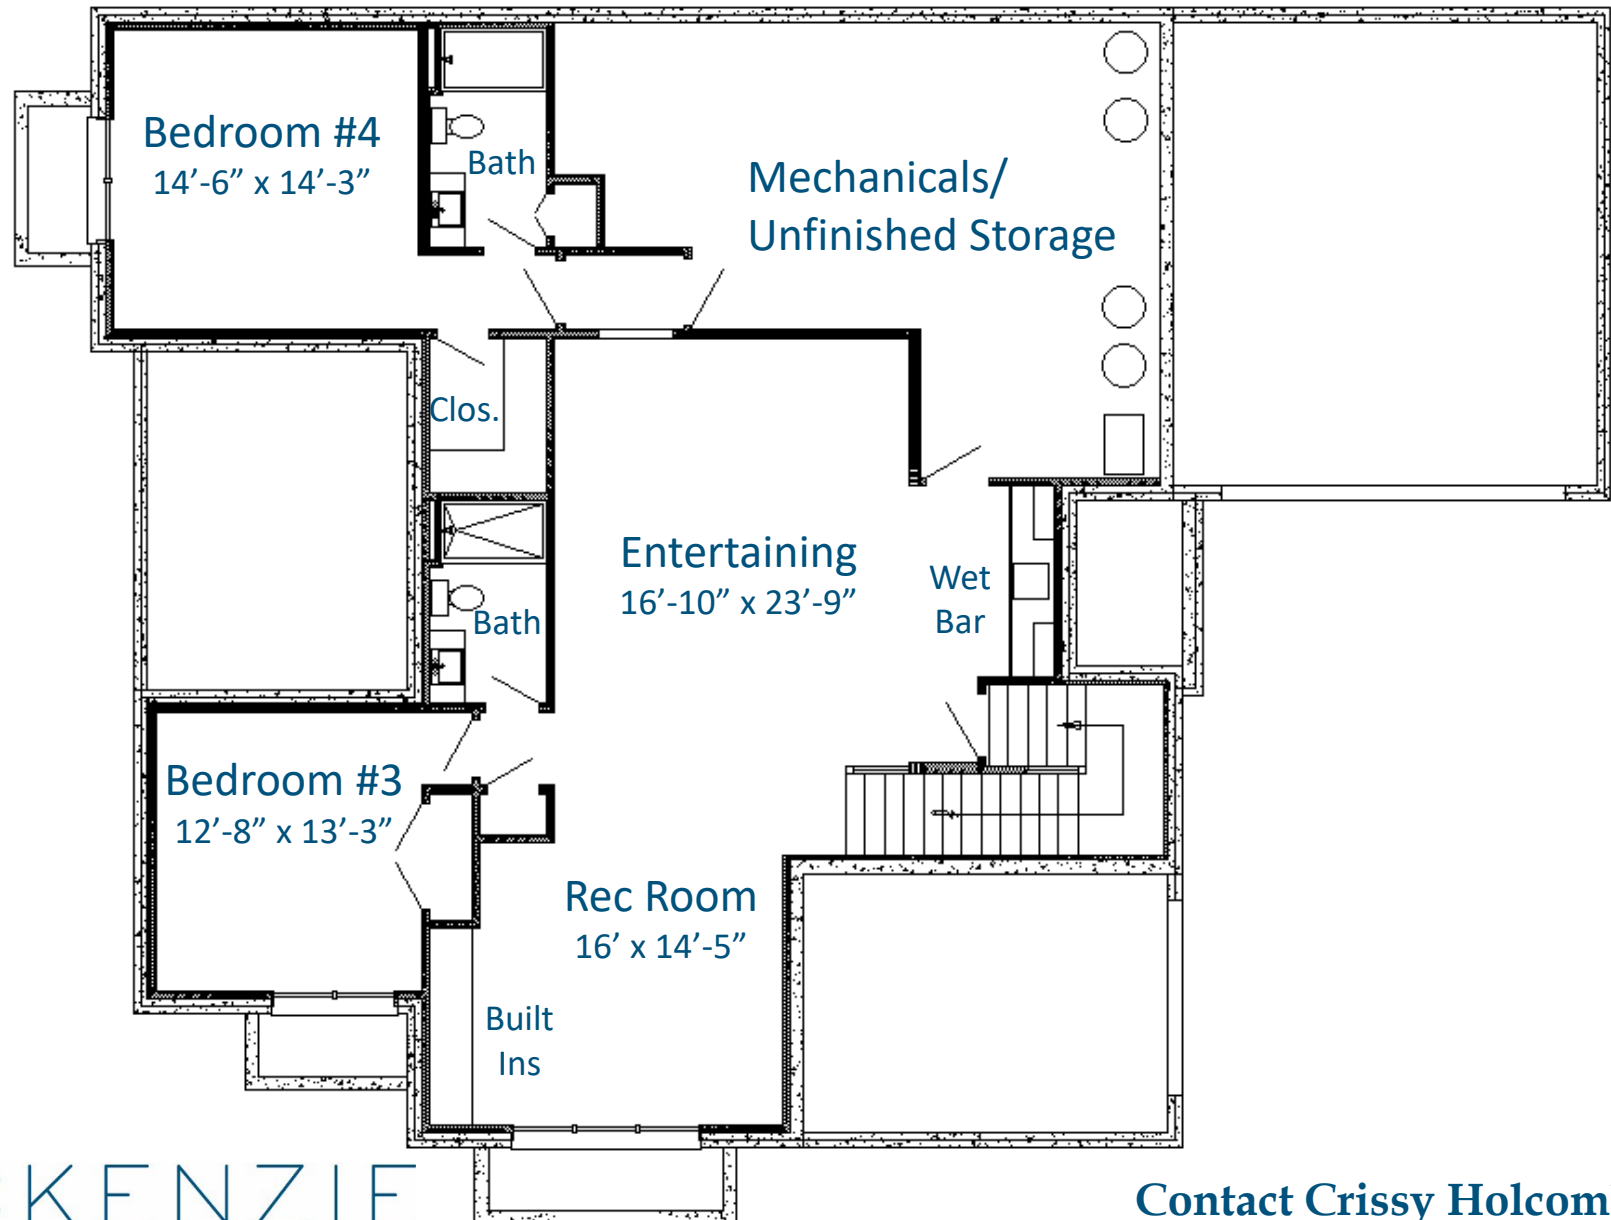 Bedroom #4
14’-6” x 14’-3”
Bath
Mechanicals/
Unfinished Storage
Clos.
Entertaining
16’-10” x 23’-9”
Wet
Bar
Bath
Bedroom #3
12’-8” x 13’-3”
Rec Room
16’ x 14’-5”
Built
Ins
KENZIE
Contact Crissy Holcom